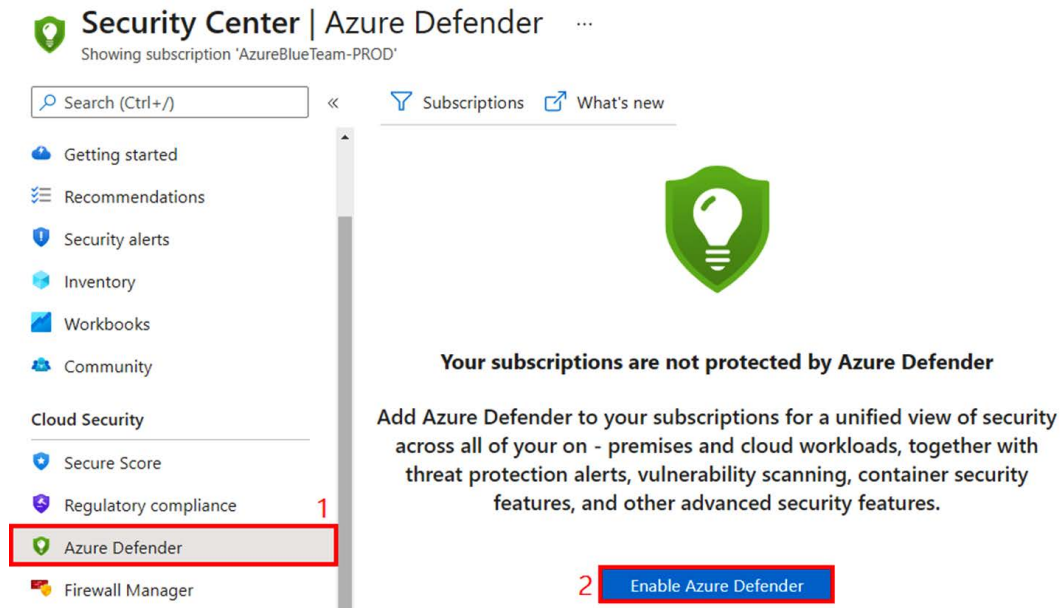 Security Center | Azure Defender ...
Showing subscription 'AzureBlueTeam-PROD'
Search (Ctrl+/)
«
Subscriptions
What's new
Getting started
Recommendations
Security alerts
Inventory
Workbooks
Community
Cloud Security
Secure Score
Regulatory compliance
1
Azure Defender
Firewall Manager
Your subscriptions are not protected by Azure Defender
Add Azure Defender to your subscriptions for a unified view of security
across all of your on - premises and cloud workloads, together with
threat protection alerts, vulnerability scanning, container security
features, and other advanced security features.
2
Enable Azure Defender